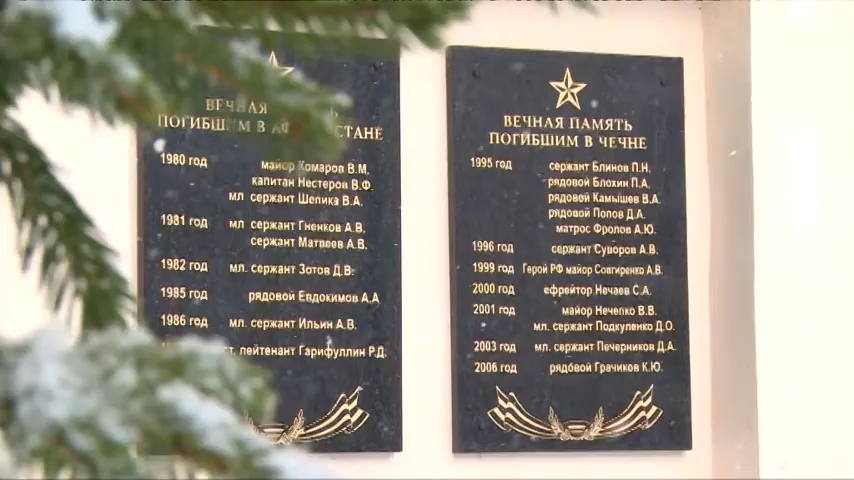 ВЕЧНАЯ
ПОГИБШИМ В
1980 год майор Комаров В.М.
капитан Нестеров В.Ф.
мл сержант Шепика В.А.
1981 год мл. сержант Гненков А.В.
сержант Матвеев А.В.
1982 год мл. сержант Зотов Д.В.
1985 год рядовой Евдокимов А.А
1986 год мл. сержант Ильин А.В.
ст. лейтенант Гарифуллин Р.Д.
ВЕЧНАЯ ПАМЯТЬ
ПОГИБШИМ В ЧЕЧНЕ
1995 год сержант Блинов П.Н.
рядовой Блохин П.А.
рядовой Камышев В.А.
рядовой Попов Д.А.
матрос Фролов А.Ю.
1996 год сержант Суворов А.В.
1999 год Герой РФ майор Совгиренко А.В.
2000 год ефрейтор Нечаев С.А.
2001 год майор Нечепко В.В.
мл. сержант Подкуленко Д.О.
2003 год мл. сержант Печерников Д.А.
2006 год рядовой Грачиков К.Ю.